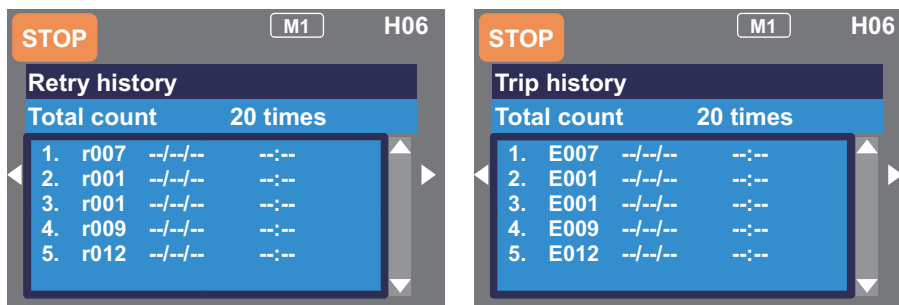 STOP M1 H06
Retry history
Total count 20 times
1. r007 --/--/-- --:--
2. r001 --/--/-- --:--
3. r001 --/--/-- --:--
4. r009 --/--/-- --:--
5. r012 --/--/-- --:--
STOP M1 H06
Trip history
Total count 20 times
1. E007 --/--/-- --:--
2. E001 --/--/-- --:--
3. E001 --/--/-- --:--
4. E009 --/--/-- --:--
5. E012 --/--/-- --:--